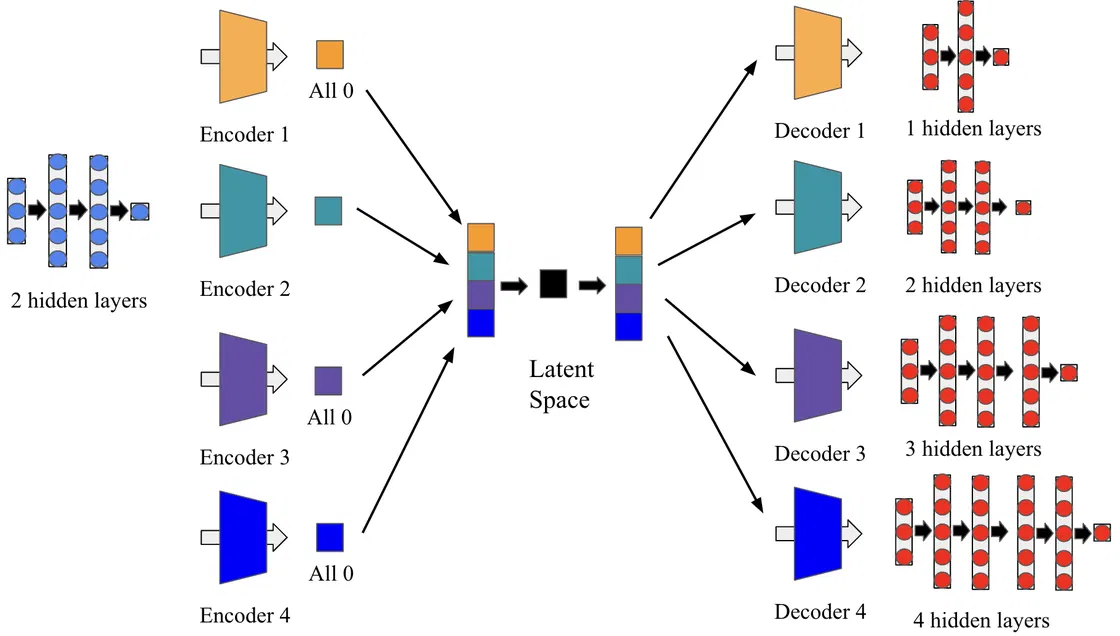 All 0
Encoder 1
2 hidden layers
Encoder 2
All 0
Encoder 3
All 0
Encoder 4
Latent
Space
Decoder 1
1 hidden layers
Decoder 2
2 hidden layers
Decoder 3
3 hidden layers
Decoder 4
4 hidden layers